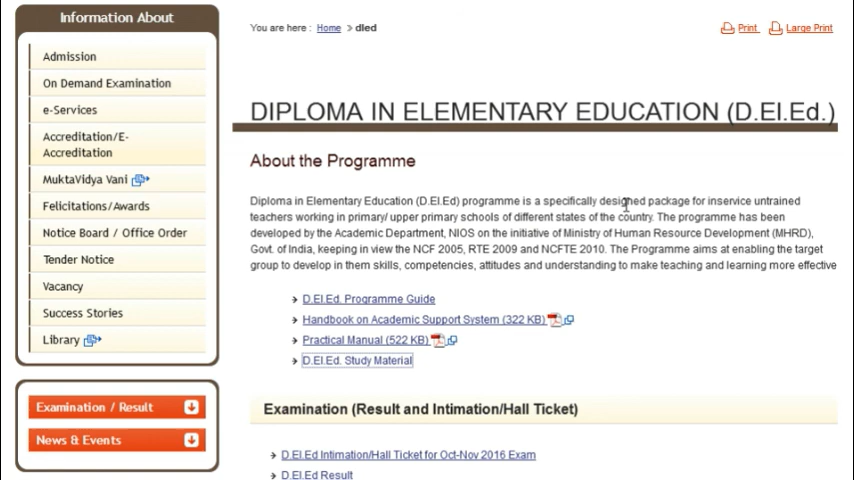 Information About
Admission
On Demand Examination
e-Services
Accreditation/E-
Accreditation
MuktaVidya Vani
Felicitations/Awards
Notice Board / Office Order
Tender Notice
Vacancy
Success Stories
Library
Examination / Result
News & Events
You are here : Home dled
Print Large Print
DIPLOMA IN ELEMENTARY EDUCATION (D.El.Ed.)
About the Programme
Diploma in Elementary Education (D.El.Ed) programme is a specifically designed package for inservice untrained
teachers working in primary/ upper primary schools of different states of the country. The programme has been
developed by the Academic Department, NIOS on the initiative of Ministry of Human Resource Development (MHRD),
Govt. of India, keeping in view the NCF 2005, RTE 2009 and NCFTE 2010. The Programme aims at enabling the target
group to develop in them skills, competencies, attitudes and understanding to make teaching and learning more effective
D.El.Ed. Programme Guide
Handbook on Academic Support System (322 KB)
Practical Manual (522 KB)
D.El.Ed. Study Material
Examination (Result and Intimation/Hall Ticket)
D.El.Ed Intimation/Hall Ticket for Oct-Nov 2016 Exam
D.El.Ed Result